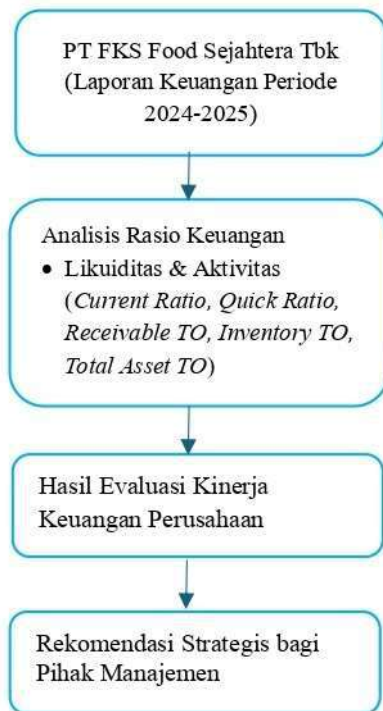 PT FKS Food Sejahtera Tbk
(Laporan Keuangan Periode
2024-2025)
Analisis Rasio Keuangan
• Likuiditas & Aktivitas
(Current Ratio, Quick Ratio,
Receivable TO, Inventory TO,
Total Asset TO)
Hasil Evaluasi Kinerja
Keuangan Perusahaan
Rekomendasi Strategis bagi
Pihak Manajemen